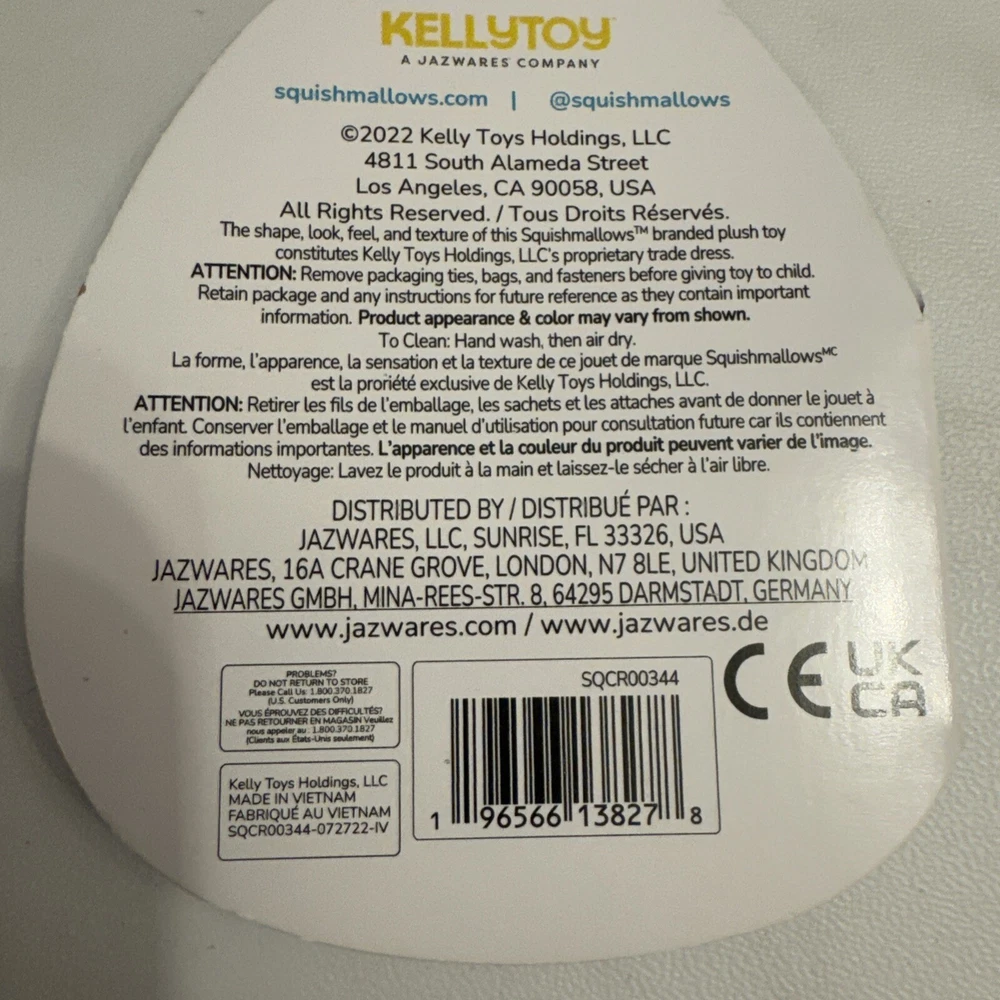 KELLYTOY
A JAZWARES COMPANY
squishmallows.com | @squishmallows
©2022 Kelly Toys Holdings, LLC
4811 South Alameda Street
Los Angeles, CA 90058, USA
All Rights Reserved. / Tous Droits Réservés.
The shape, look, feel, and texture of this Squishmallows™ branded plush toy
constitutes Kelly Toys Holdings, LLC's proprietary trade dress.
ATTENTION: Remove packaging ties, bags, and fasteners before giving toy to child.
Retain package and any instructions for future reference as they contain important
information. Product appearance & color may vary from shown.
To Clean: Hand wash, then air dry.
La forme, l'apparence, la sensation et la texture de ce jouet de marque Squishmallows™ᶜ
est la proriété exclusive de Kelly Toys Holdings, LLC.
ATTENTION: Retirer les fils de l'emballage, les sachets et les attaches avant de donner le jouet à
l'enfant. Conserver l'emballage et le manuel d'utilisation pour consultation future car ils contiennent
des informations importantes. L'apparence et la couleur du produit peuvent varier de l'image.
Nettoyage: Lavez le produit à la main et laissez-le sécher à l'air libre.
DISTRIBUTED BY / DISTRIBUÉ PAR :
JAZWARES, LLC, SUNRISE, FL 33326, USA
JAZWARES, 16A CRANE GROVE, LONDON, N7 8LE, UNITED KINGDOM
JAZWARES GMBH, MINA-REES-STR. 8, 64295 DARMSTADT, GERMANY
www.jazwares.com / www.jazwares.de
PROBLEMS?
DO NOT RETURN TO STORE
Please Call Us: 1.800.370.1827
(U.S. Customers Only)
VOUS ÉPROUVEZ DES DIFFICULTÉS?
NE PAS RETOURNER EN MAGASIN Veuillez
nous appeler au : 1.800.370.1827
(Clients aux États-Unis seulement)
Kelly Toys Holdings, LLC
MADE IN VIETNAM
FABRIQUÉ AU VIETNAM
SQCR00344-072722-IV
SQCR00344
1 96566 13827 8
CE
UK
CA